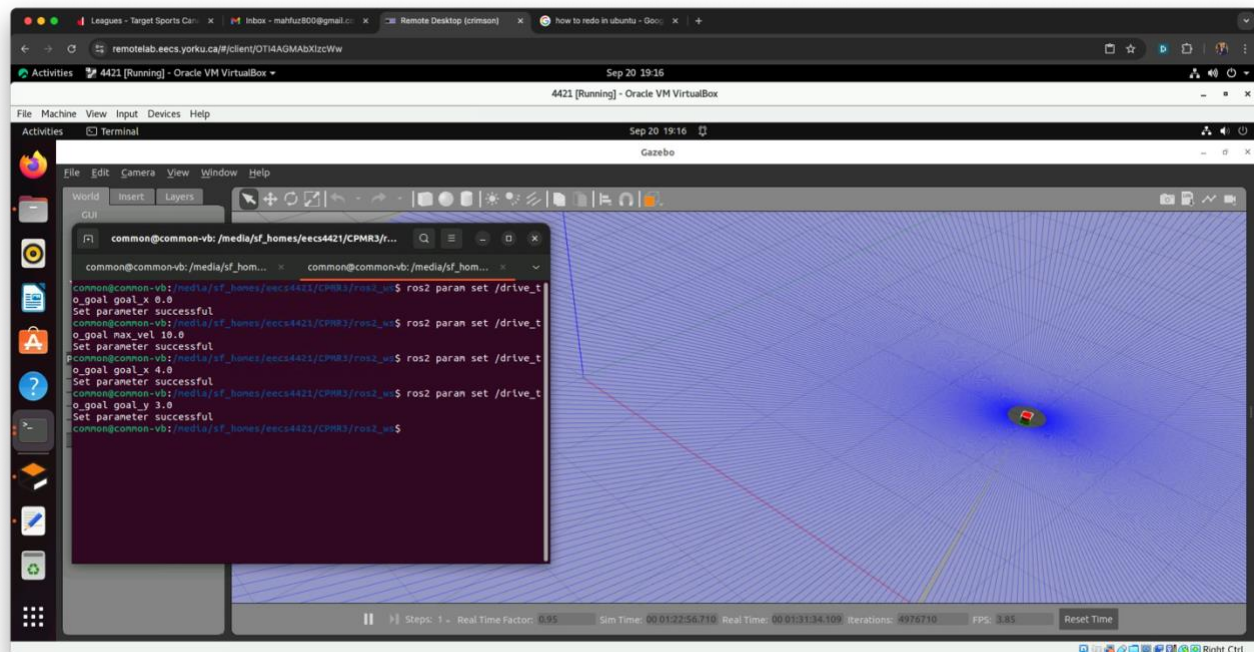 Leagues - Target Sports Can
Inbox - mahfuz800@gmail.co
Remote Desktop (crimson)
how to redo in ubuntu - Goog
remotelab.eecs.yorku.ca/#/client/OTI4AGMAbXIzcWw
Activities 4421 [Running] - Oracle VM VirtualBox Sep 20 19:16
4421 [Running] - Oracle VM VirtualBox
File Machine View Input Devices Help
Activities Terminal Sep 20 19:16
Gazebo
File Edit Camera View Window Help
World Insert Layers
GUI
common@common-vb: /media/sf_homes/eecs4421/CPMR3/r...
common@common-vb: /media/sf_hom... common@common-vb: /media/sf_hom...
common@common-vb:/media/sf_homes/eecs4421/CPMR3/ros2_ws$ ros2 param set /drive_t
o_goal goal_x 0.0
Set parameter successful
common@common-vb:/media/sf_homes/eecs4421/CPMR3/ros2_ws$ ros2 param set /drive_t
o_goal max_vel 10.0
Set parameter successful
common@common-vb:/media/sf_homes/eecs4421/CPMR3/ros2_ws$ ros2 param set /drive_t
o_goal goal_x 4.0
Set parameter successful
common@common-vb:/media/sf_homes/eecs4421/CPMR3/ros2_ws$ ros2 param set /drive_t
o_goal goal_y 3.0
Set parameter successful
common@common-vb:/media/sf_homes/eecs4421/CPMR3/ros2_ws$
Steps: 1 Real Time Factor: 0.95 Sim Time: 00 01:22:56.710 Real Time: 00 01:31:34.109 Iterations: 4976710 FPS: 3.85 Reset Time
Right Ctrl